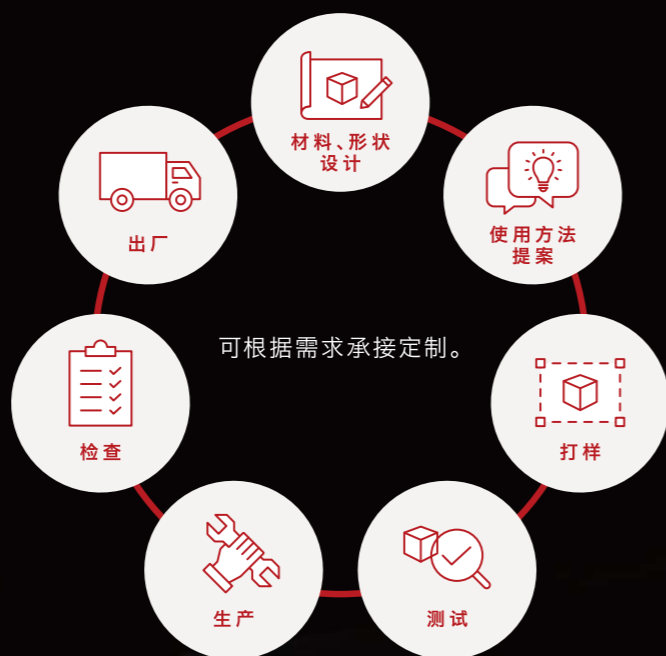 材料、形状
设计
使用方法
提案
打样
测试
生产
检查
出厂
可根据需求承接定制。